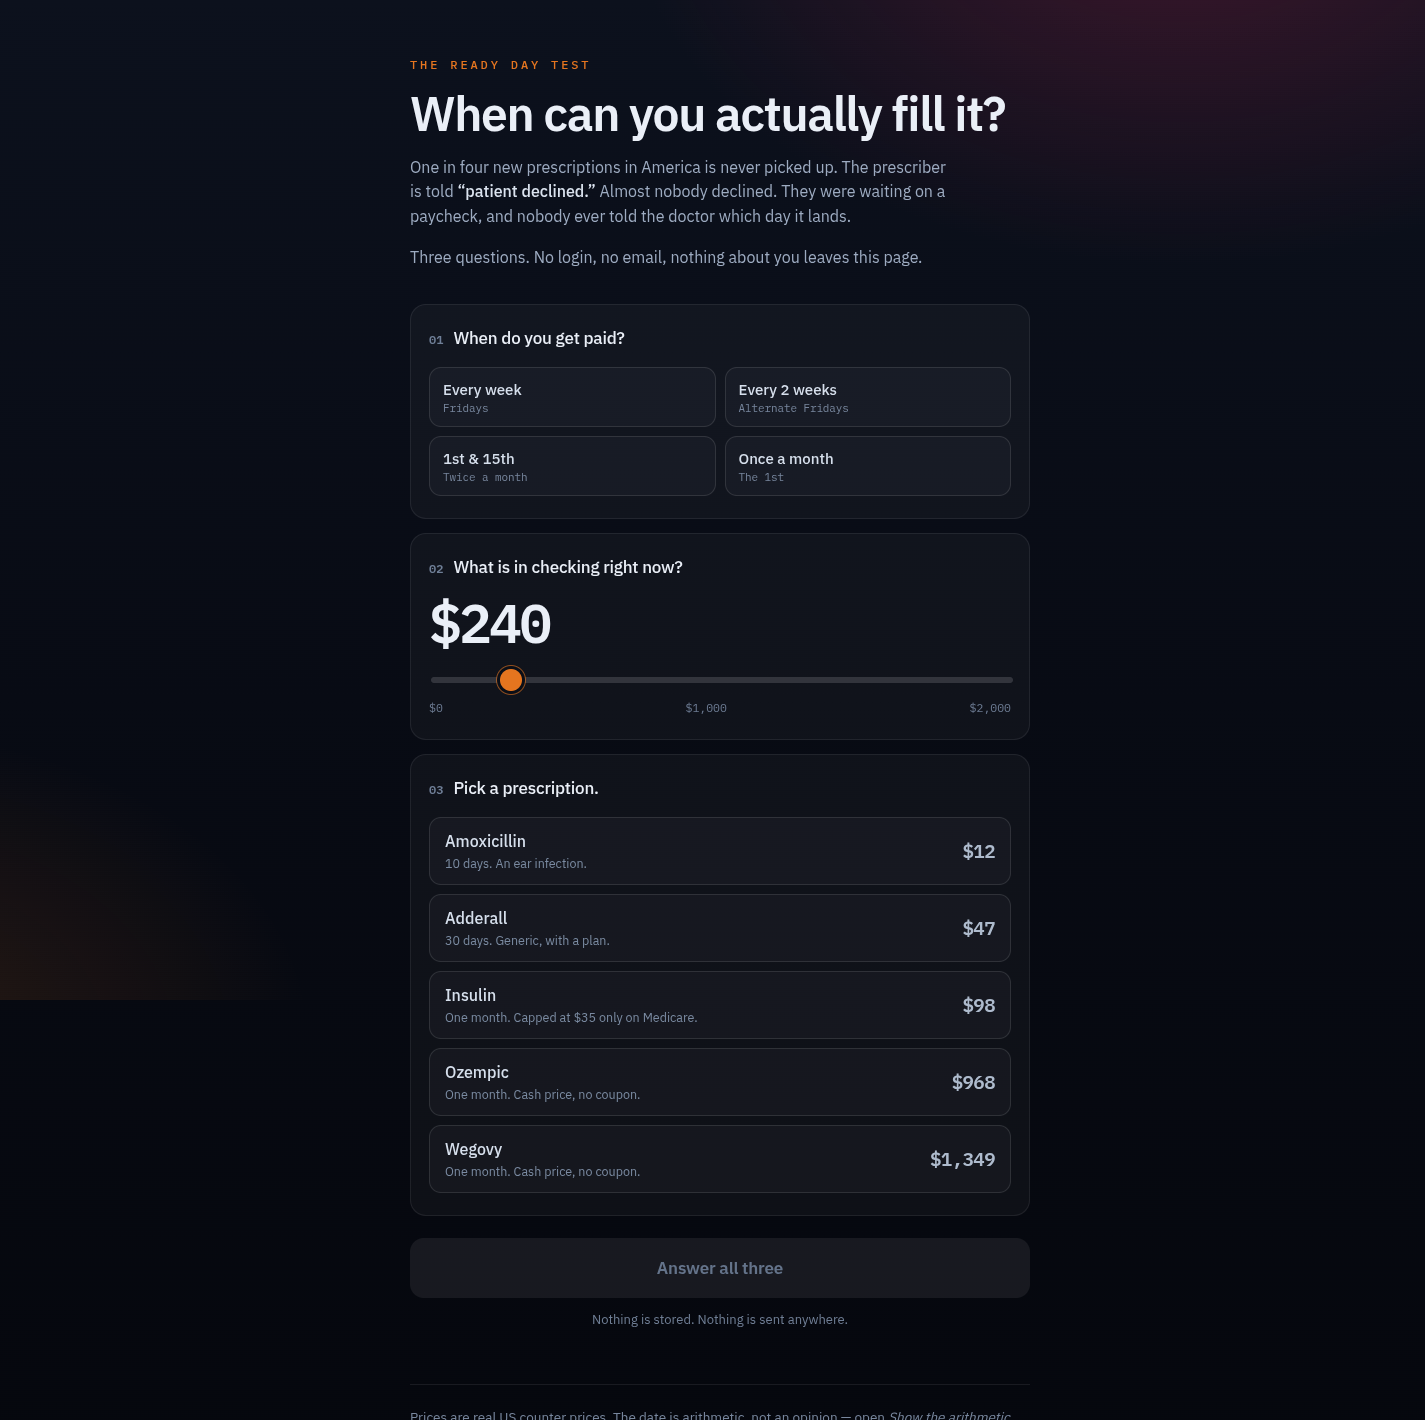 THE READY DAY TEST
When can you actually fill it?
One in four new prescriptions in America is never picked up. The prescriber
is told “patient declined.” Almost nobody declined. They were waiting on a
paycheck, and nobody ever told the doctor which day it lands.
Three questions. No login, no email, nothing about you leaves this page.
01 When do you get paid?
Every week
Fridays
Every 2 weeks
Alternate Fridays
1st & 15th
Twice a month
Once a month
The 1st
02 What is in checking right now?
$240
$0 $1,000 $2,000
03 Pick a prescription.
Amoxicillin
10 days. An ear infection.
$12
Adderall
30 days. Generic, with a plan.
$47
Insulin
One month. Capped at $35 only on Medicare.
$98
Ozempic
One month. Cash price, no coupon.
$968
Wegovy
One month. Cash price, no coupon.
$1,349
Answer all three
Nothing is stored. Nothing is sent anywhere.
Prices are real US counter prices. The date is arithmetic, not an opinion — open Show the arithmetic